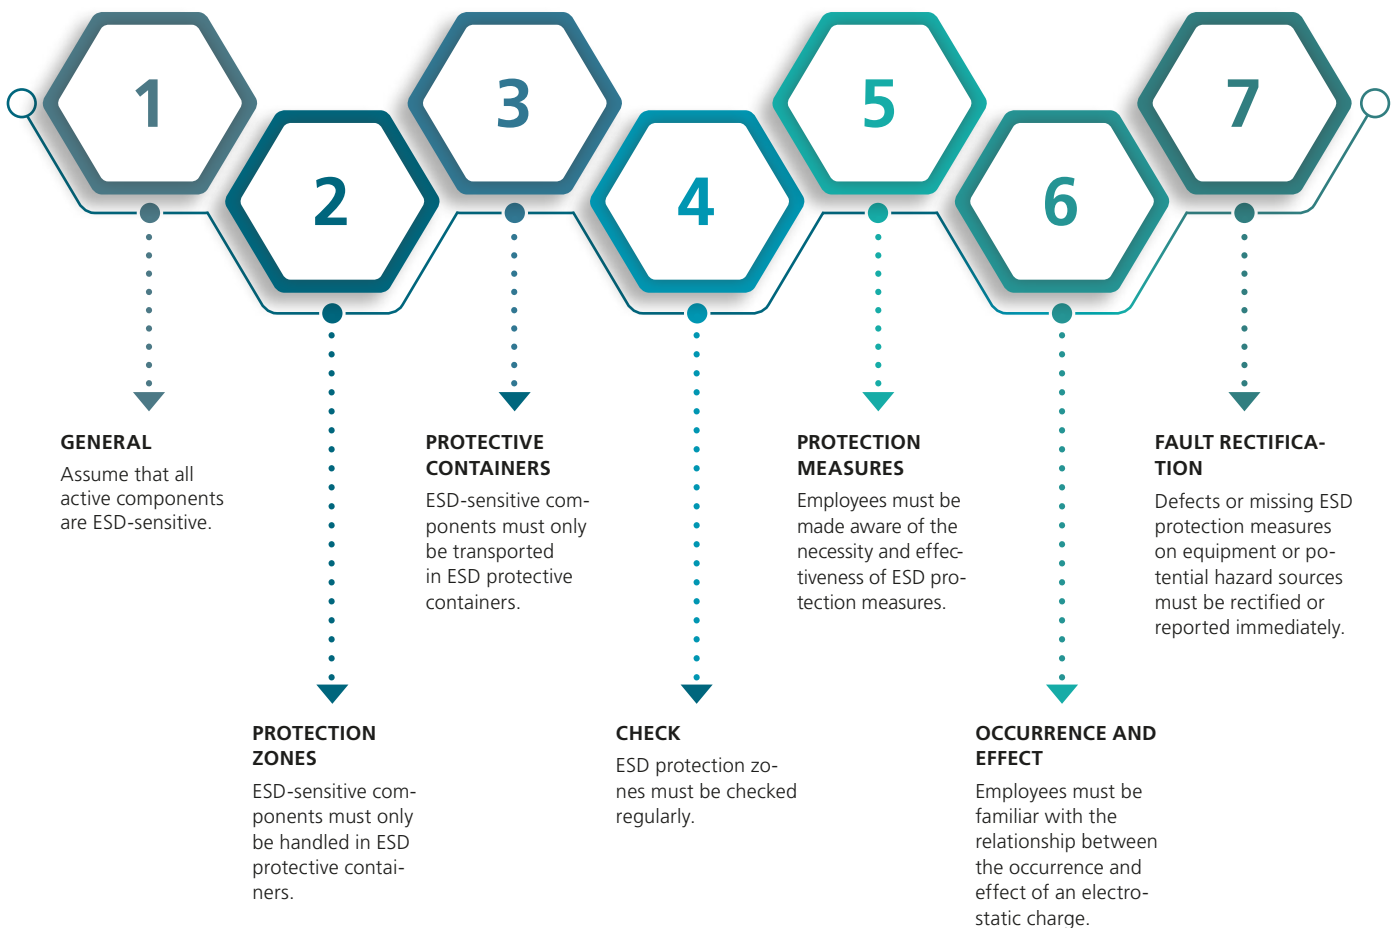 1
2
3
4
5
6
7
GENERAL
Assume that all
active components
are ESD-sensitive.
PROTECTION
ZONES
ESD-sensitive com-
ponents must only
be handled in ESD
protective contai-
ners.
PROTECTIVE
CONTAINERS
ESD-sensitive com-
ponents must only
be transported
in ESD protective
containers.
CHECK
ESD protection zo-
nes must be checked
regularly.
PROTECTION
MEASURES
Employees must be
made aware of the
necessity and effec-
tiveness of ESD pro-
tection measures.
OCCURRENCE AND
EFFECT
Employees must be
familiar with the
relationship between
the occurrence and
effect of an electro-
static charge.
FAULT RECTIFICA-
TION
Defects or missing ESD
protection measures
on equipment or po-
tential hazard sources
must be rectified or
reported immediately.